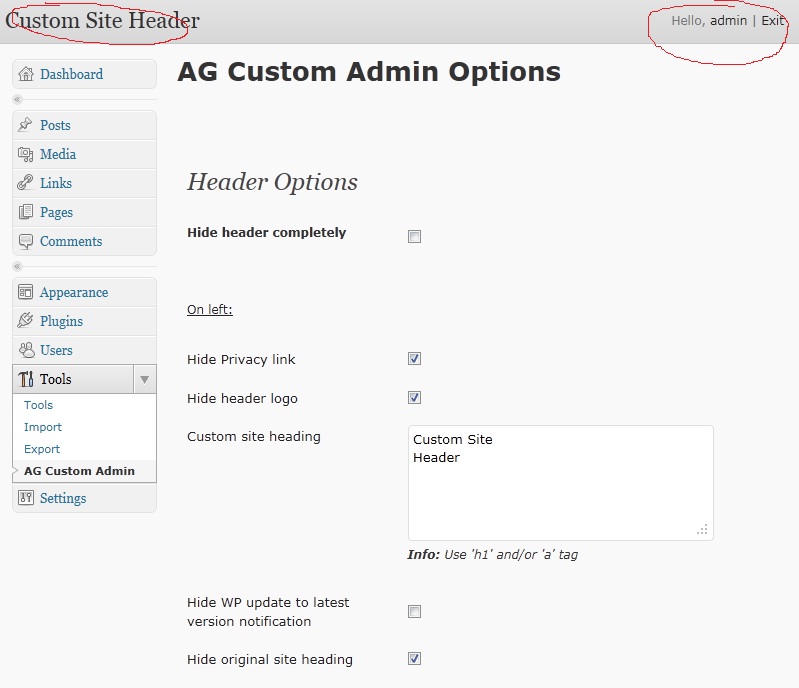 Custom Site Header
Hello, admin | Exit
Dashboard
Posts
Media
Links
Pages
Comments
Appearance
Plugins
Users
Tools
Tools
Import
Export
AG Custom Admin
Settings
AG Custom Admin Options
Header Options
Hide header completely
On left:
Hide Privacy link
Hide header logo
Custom site heading
Custom Site
Header
Info: Use 'h1' and/or 'a' tag
Hide WP update to latest
version notification
Hide original site heading